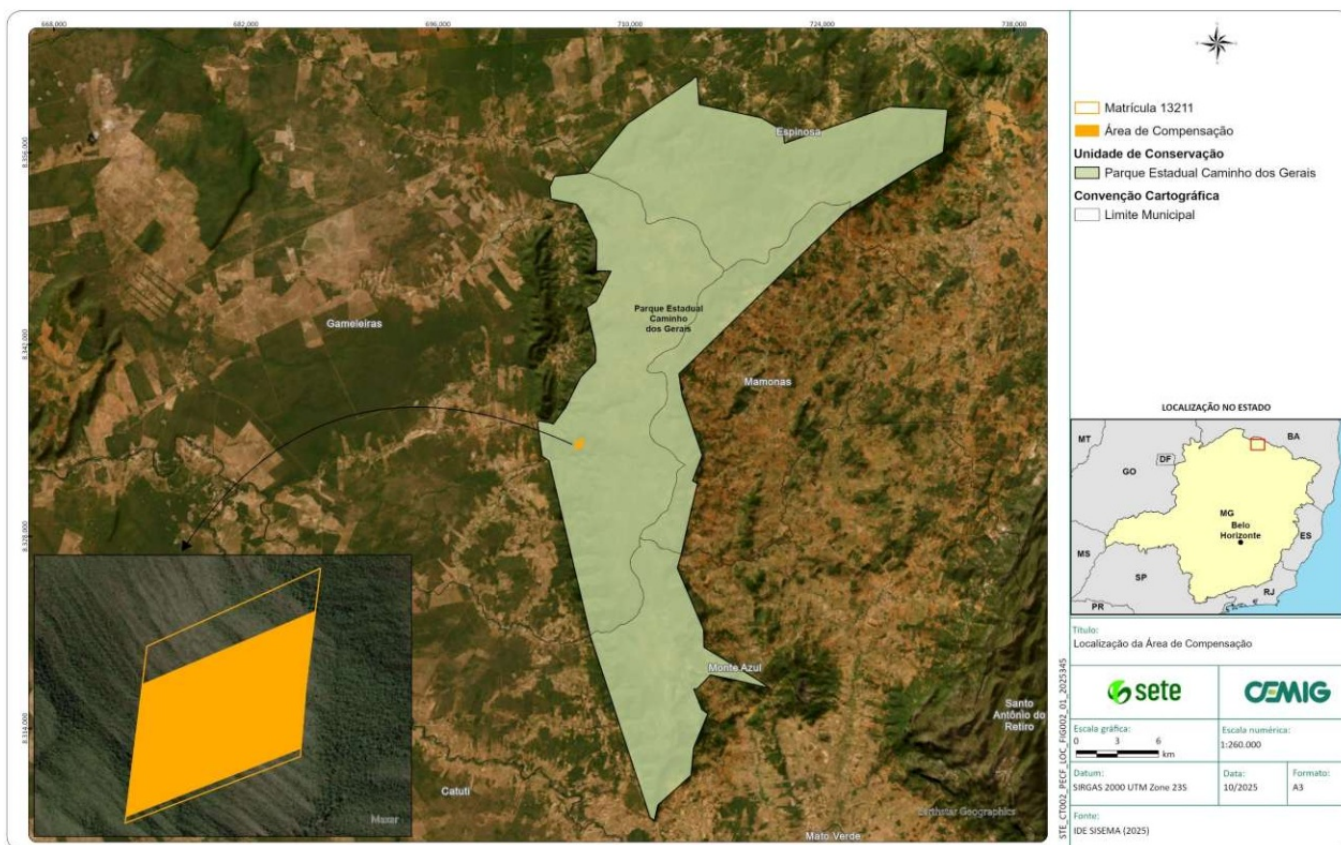 668,000
682,000
696,000
710,000
724,000
738,000
8.356,000
8.342,000
8.328,000
8.314,000
Espinosa
Parque Estadual
Caminho
dos Gerais
Gameleiras
Mamonas
Monte Azul
Santo
Antônio do
Retiro
Catuti
Mato Verde
Maxar
Earthstar Geographics
Matrícula 13211
Área de Compensação
Unidade de Conservação
Parque Estadual Caminho dos Gerais
Convenção Cartográfica
Limite Municipal
LOCALIZAÇÃO NO ESTADO
MT
BA
DF
GO
MG
Belo
Horizonte
ES
MS
SP
RJ
PR
Título:
Localização da Área de Compensação
sete
CEMIG
Escala gráfica:
0 3 6
km
Escala numérica:
1:260.000
Datum:
SIRGAS 2000 UTM Zone 23S
Data:
10/2025
Formato:
A3
Fonte:
IDE SISEMA (2025)
STE_CT002_PECF_LOC_FIG002_01_2025345